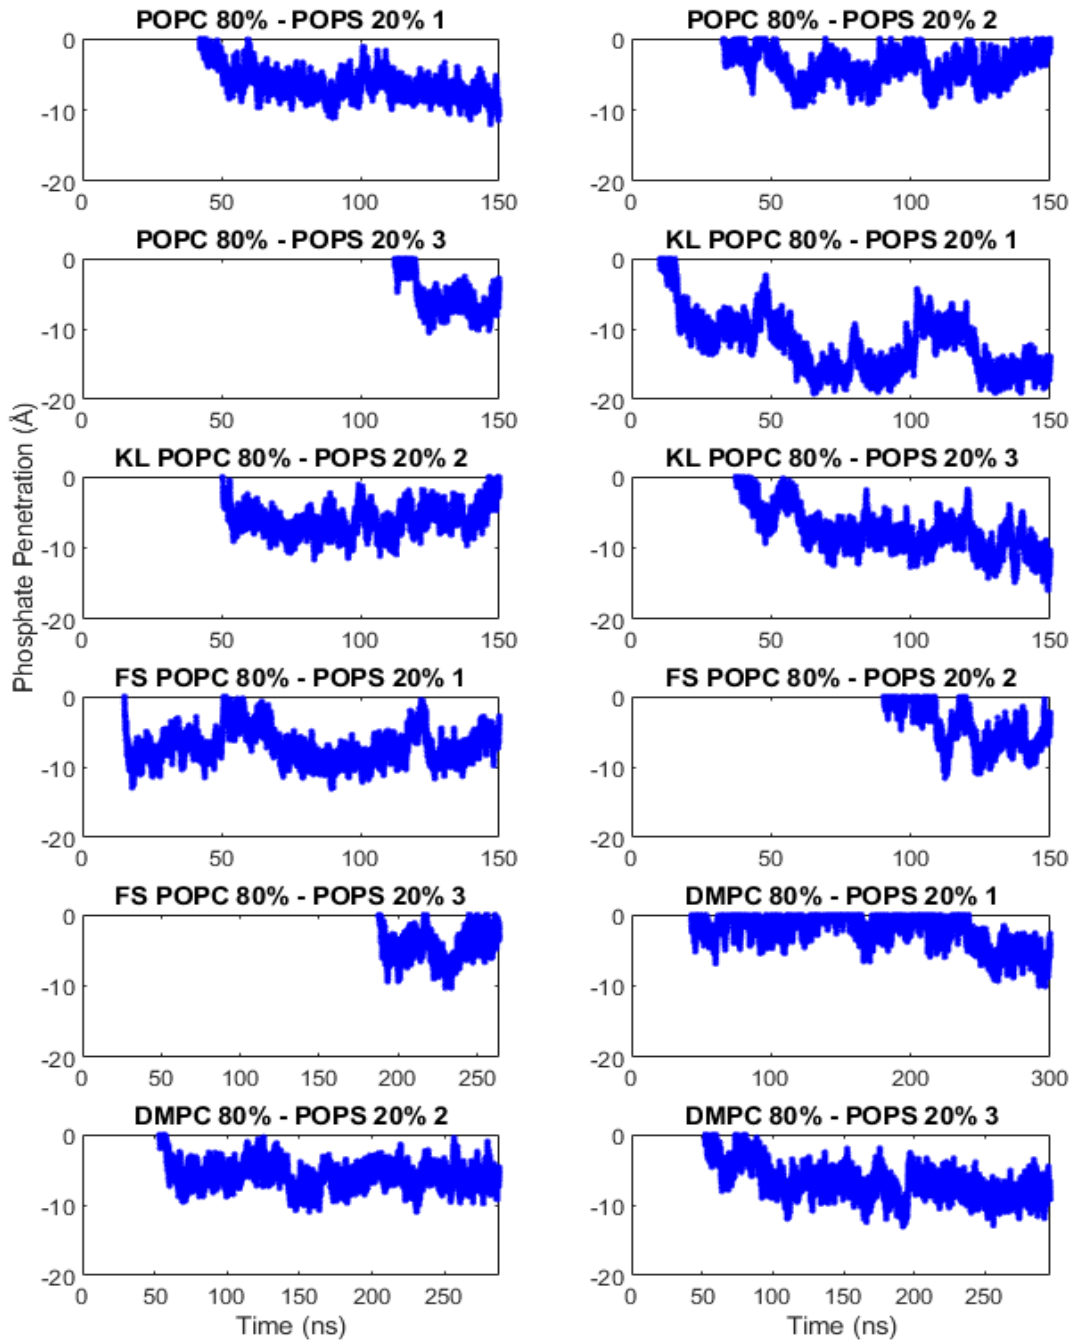 POPC 80% - POPS 20% 1
POPC 80% - POPS 20% 2
0
-10
-20
0 50 100 150
0
-10
-20
0 50 100 150
POPC 80% - POPS 20% 3
KL POPC 80% - POPS 20% 1
0
-10
-20
0 50 100 150
0
-10
-20
0 50 100 150
Phosphate Penetration (Å)
KL POPC 80% - POPS 20% 2
KL POPC 80% - POPS 20% 3
0
-10
-20
0 50 100 150
0
-10
-20
0 50 100 150
FS POPC 80% - POPS 20% 1
FS POPC 80% - POPS 20% 2
0
-10
-20
0 50 100 150
0
-10
-20
0 50 100 150
FS POPC 80% - POPS 20% 3
DMPC 80% - POPS 20% 1
0
-10
-20
0 50 100 150 200 250
0
-10
-20
0 100 200 300
DMPC 80% - POPS 20% 2
DMPC 80% - POPS 20% 3
0
-10
-20
0 50 100 150 200 250
0
-10
-20
0 50 100 150 200 250
Time (ns)
Time (ns)